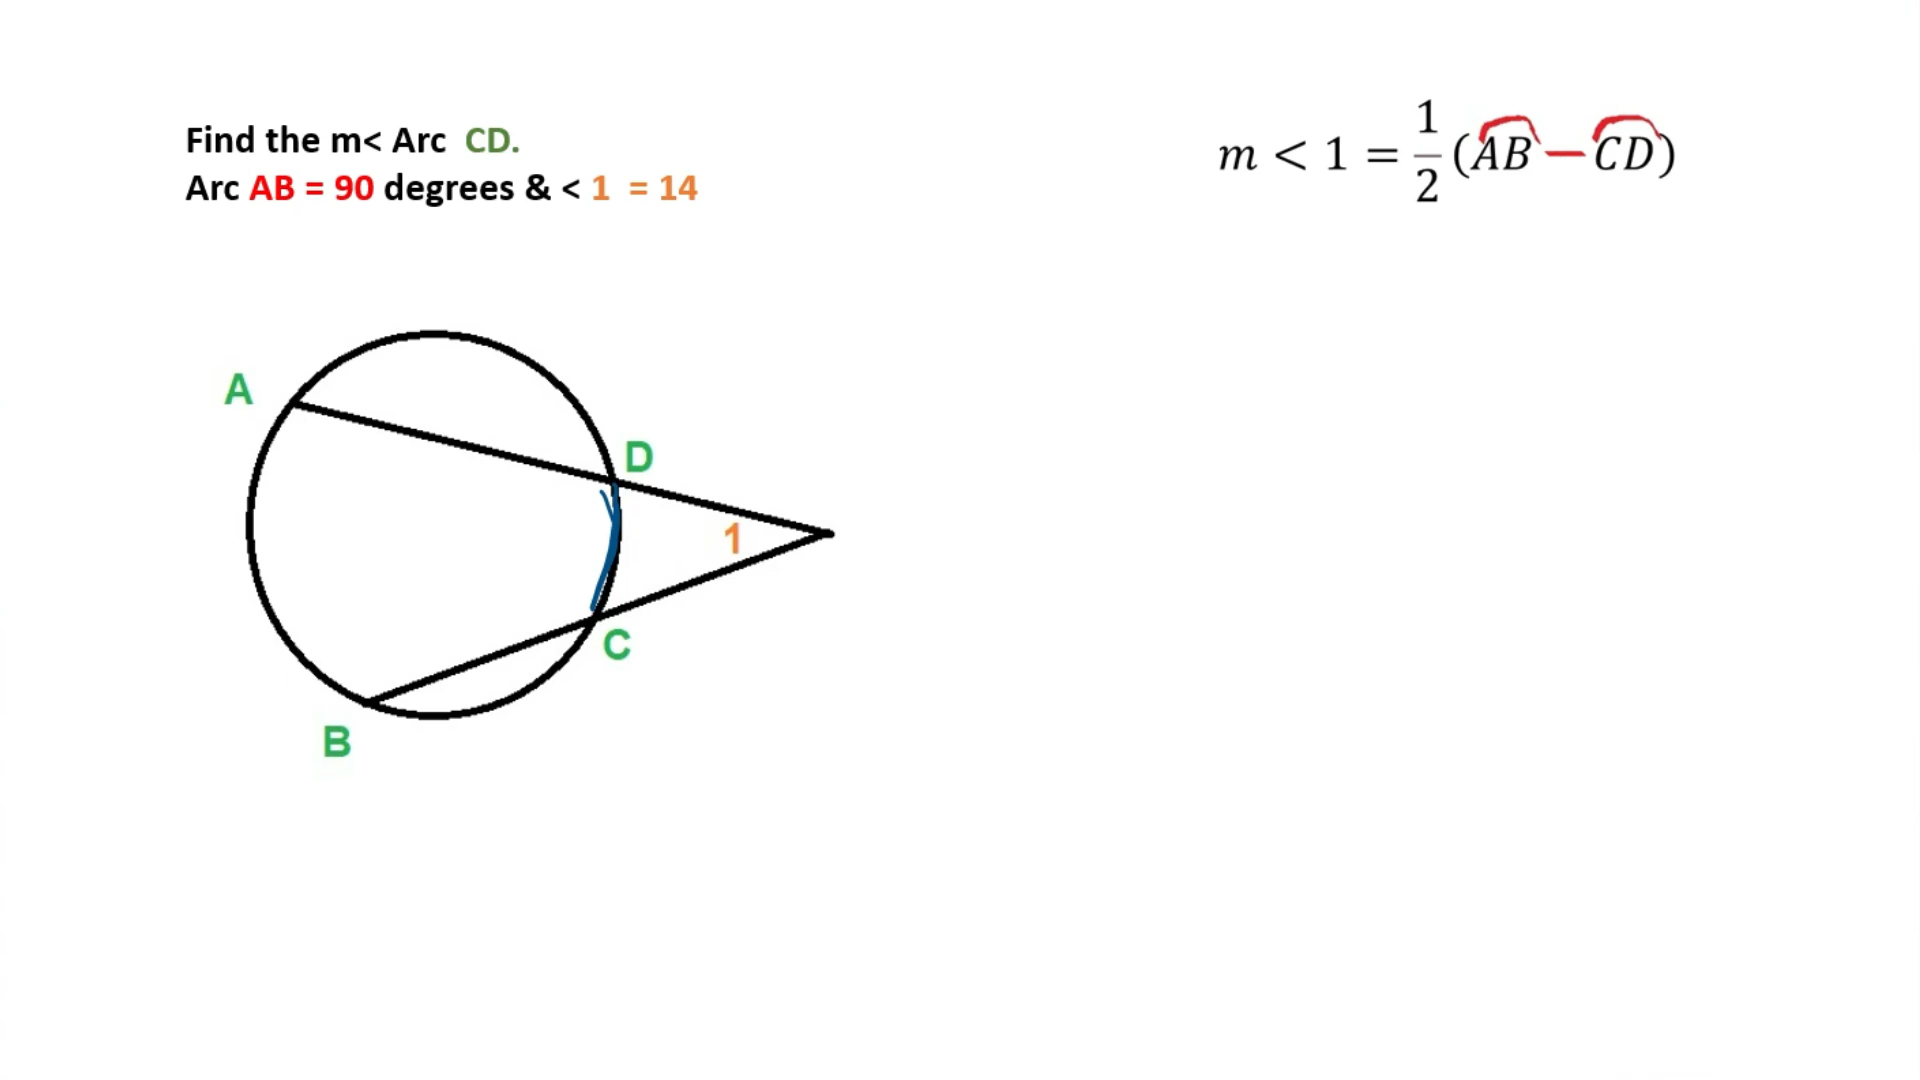 Find the m< Arc CD.
Arc AB = 90 degrees & < 1 = 14
m < 1 = 1/2 (AB − CD)
A
D
1
C
B